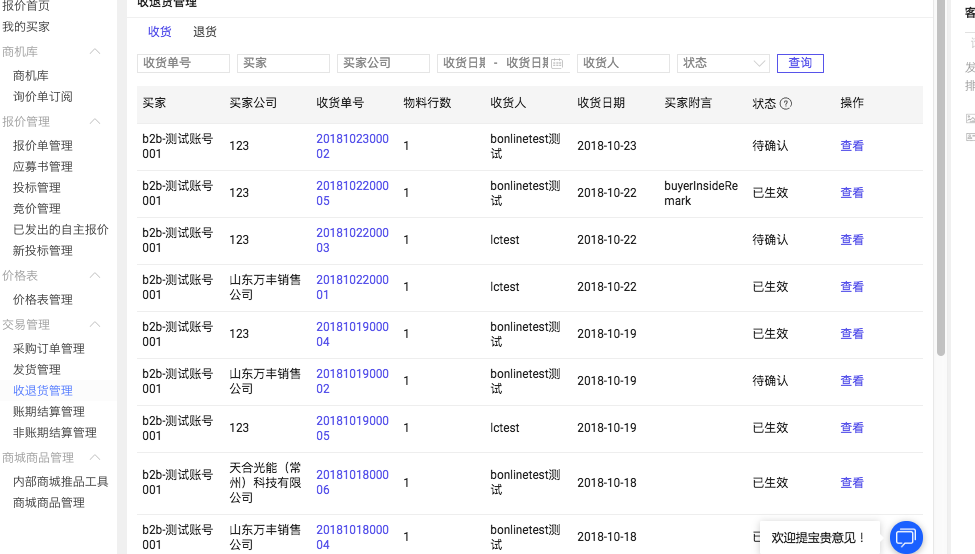 报价首页
我的买家
商机库
商机库
询价单订阅
报价管理
报价单管理
应募书管理
投标管理
竞价管理
已发出的自主报价
新投标管理
价格表
价格表管理
交易管理
采购订单管理
发货管理
收退货管理
账期结算管理
非账期结算管理
商城商品管理
内部商城推品工具
商城商品管理
收退货管理
收货 退货
收货单号 买家 买家公司 收货日期 - 收货日期 收货人 状态 查询
买家 买家公司 收货单号 物料行数 收货人 收货日期 买家附言 状态 ? 操作
b2b-测试账号001 123 2018102300002 1 bonlinetest测试 2018-10-23 待确认 查看
b2b-测试账号001 123 2018102200005 1 bonlinetest测试 2018-10-22 buyerInsideRemark 已生效 查看
b2b-测试账号001 123 2018102200003 1 lctest 2018-10-22 待确认 查看
b2b-测试账号001 山东万丰销售公司 2018102200001 1 lctest 2018-10-22 已生效 查看
b2b-测试账号001 123 2018101900004 1 bonlinetest测试 2018-10-19 已生效 查看
b2b-测试账号001 山东万丰销售公司 2018101900002 1 bonlinetest测试 2018-10-19 待确认 查看
b2b-测试账号001 123 2018101900005 1 lctest 2018-10-19 已生效 查看
b2b-测试账号001 天合光能（常州）科技有限公司 2018101800006 1 bonlinetest测试 2018-10-18 已生效 查看
b2b-测试账号001 山东万丰销售公司 2018101800004 1 bonlinetest测试 2018-10-18
欢迎提宝贵意见！